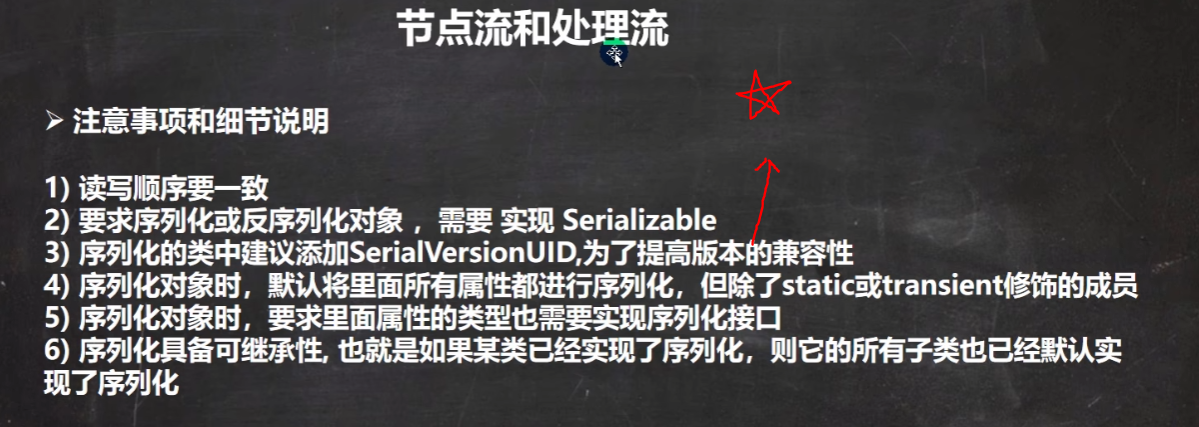 节点流和处理流
➢ 注意事项和细节说明
1) 读写顺序要一致
2) 要求序列化或反序列化对象 ，需要 实现 Serializable
3) 序列化的类中建议添加SerialVersionUID,为了提高版本的兼容性
4) 序列化对象时，默认将里面所有属性都进行序列化，但除了static或transient修饰的成员
5) 序列化对象时，要求里面属性的类型也需要实现序列化接口
6) 序列化具备可继承性, 也就是如果某类已经实现了序列化，则它的所有子类也已经默认实
现了序列化